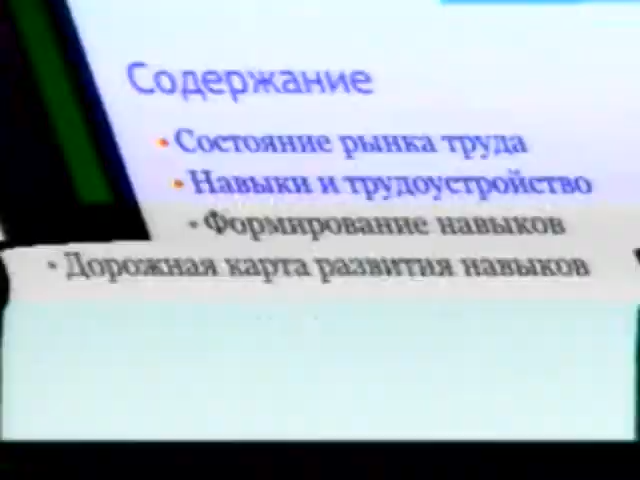 Содержание
• Состояние рынка труда
• Навыки и трудоустройство
• Формирование навыков
• Дорожная карта развития навыков